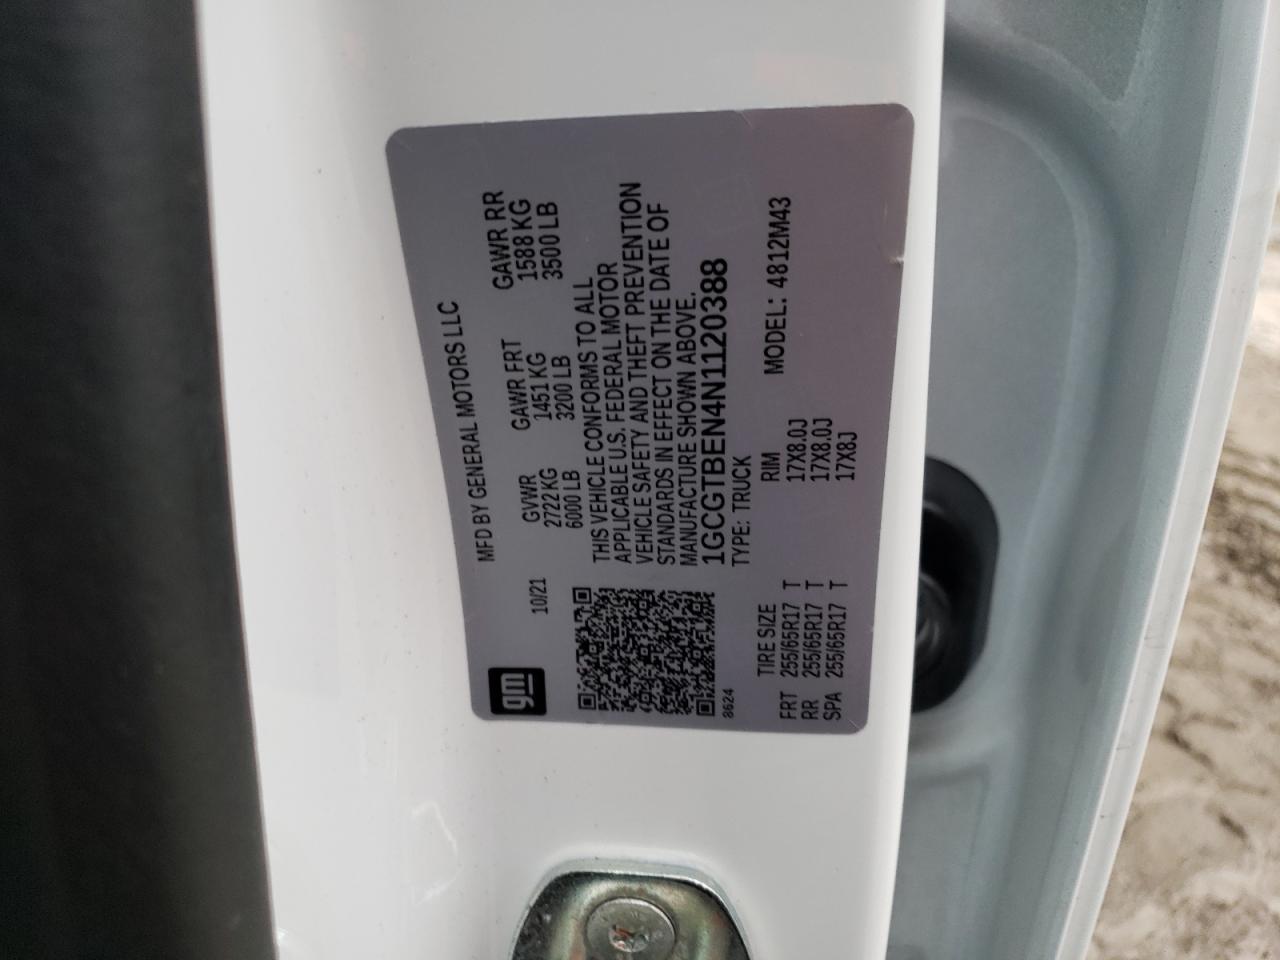 MFD BY GENERAL MOTORS LLC
gm
10/21
GVWR GAWR FRT GAWR RR
2722 KG 1451 KG 1588 KG
6000 LB 3200 LB 3500 LB
THIS VEHICLE CONFORMS TO ALL
APPLICABLE U.S. FEDERAL MOTOR
VEHICLE SAFETY AND THEFT PREVENTION
STANDARDS IN EFFECT ON THE DATE OF
MANUFACTURE SHOWN ABOVE.
1GCGTBEN4N1120388
8624
TYPE: TRUCK
TIRE SIZE RIM MODEL: 4812M43
FRT 255/65R17 T 17X8.0J
RR 255/65R17 T 17X8.0J
SPA 255/65R17 T 17X8J